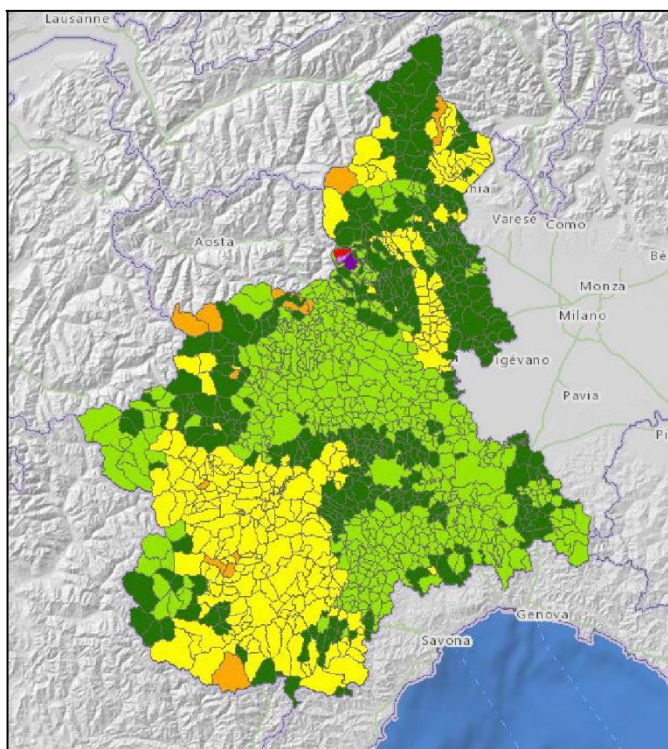 Lausanne
Aosta
Varese
Como
Monza
Milano
Pavia
Genova
Savona